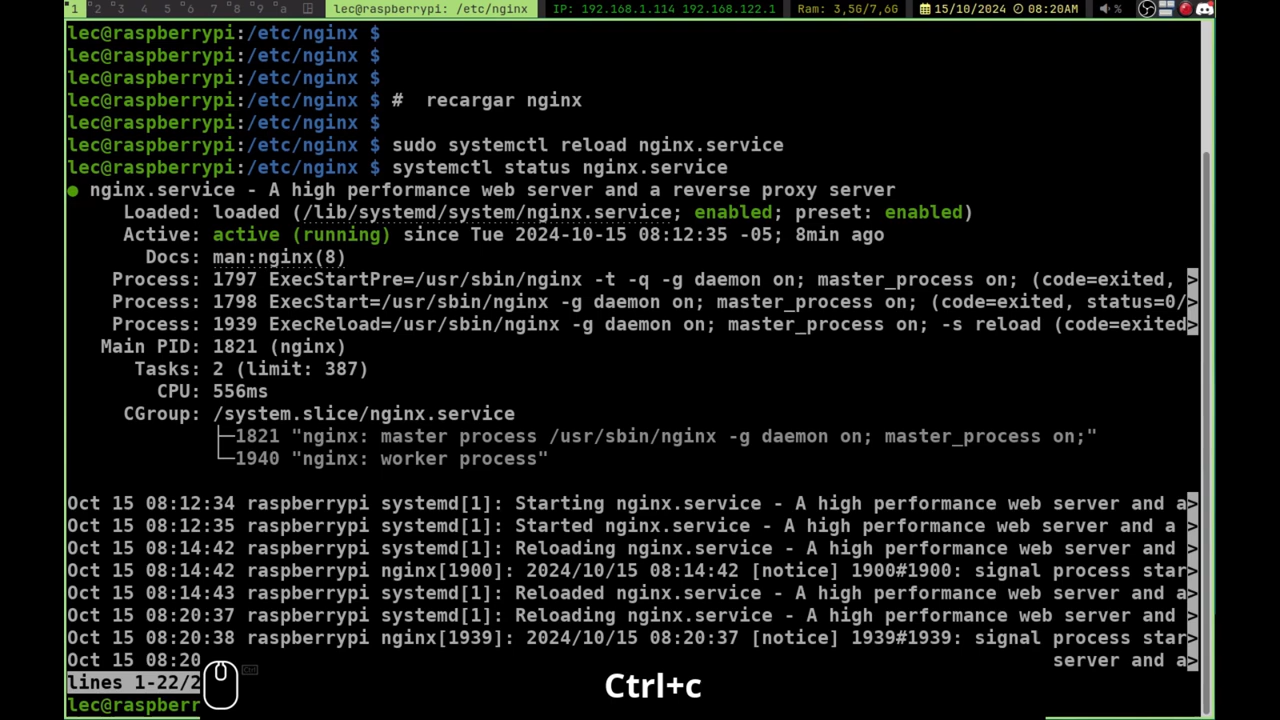 1 2 3 4 5 6 7 8 9 a lec@raspberrypi: /etc/nginx IP: 192.168.1.114 192.168.122.1 Ram: 3,5G/7,6G 15/10/2024 08:20AM %
lec@raspberrypi:/etc/nginx $
lec@raspberrypi:/etc/nginx $
lec@raspberrypi:/etc/nginx $
lec@raspberrypi:/etc/nginx $ #  recargar nginx
lec@raspberrypi:/etc/nginx $
lec@raspberrypi:/etc/nginx $ sudo systemctl reload nginx.service
lec@raspberrypi:/etc/nginx $ systemctl status nginx.service
● nginx.service - A high performance web server and a reverse proxy server
Loaded: loaded (/lib/systemd/system/nginx.service; enabled; preset: enabled)
Active: active (running) since Tue 2024-10-15 08:12:35 -05; 8min ago
Docs: man:nginx(8)
Process: 1797 ExecStartPre=/usr/sbin/nginx -t -q -g daemon on; master_process on; (code=exited, >
Process: 1798 ExecStart=/usr/sbin/nginx -g daemon on; master_process on; (code=exited, status=0/>
Process: 1939 ExecReload=/usr/sbin/nginx -g daemon on; master_process on; -s reload (code=exited>
Main PID: 1821 (nginx)
Tasks: 2 (limit: 387)
CPU: 556ms
CGroup: /system.slice/nginx.service
├─1821 "nginx: master process /usr/sbin/nginx -g daemon on; master_process on;"
└─1940 "nginx: worker process"
Oct 15 08:12:34 raspberrypi systemd[1]: Starting nginx.service - A high performance web server and a>
Oct 15 08:12:35 raspberrypi systemd[1]: Started nginx.service - A high performance web server and a >
Oct 15 08:14:42 raspberrypi systemd[1]: Reloading nginx.service - A high performance web server and >
Oct 15 08:14:42 raspberrypi nginx[1900]: 2024/10/15 08:14:42 [notice] 1900#1900: signal process star>
Oct 15 08:14:43 raspberrypi systemd[1]: Reloaded nginx.service - A high performance web server and a>
Oct 15 08:20:37 raspberrypi systemd[1]: Reloading nginx.service - A high performance web server and >
Oct 15 08:20:38 raspberrypi nginx[1939]: 2024/10/15 08:20:37 [notice] 1939#1939: signal process star>
Oct 15 08:20 server and a>
lines 1-22/2
Ctrl+c
lec@raspberr